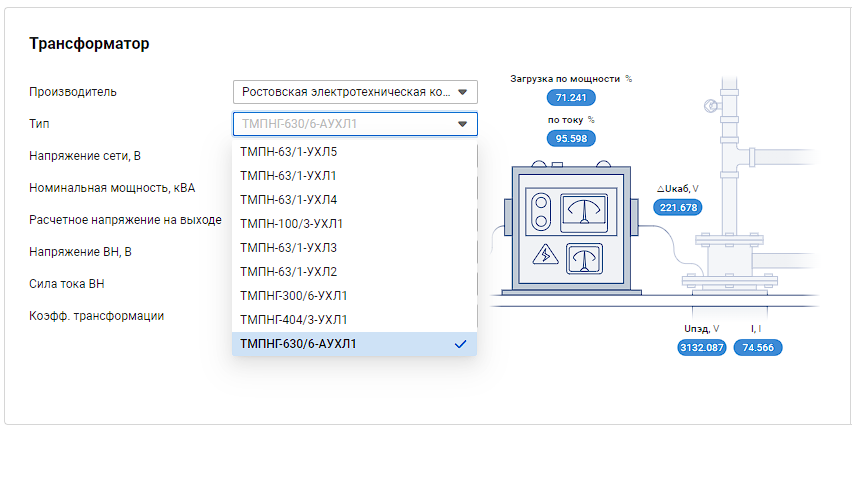 Трансформатор
Производитель
Ростовская электротехническая ко...
Тип
ТМПНГ-630/6-АУХЛ1
Напряжение сети, В
Номинальная мощность, кВА
Расчетное напряжение на выходе
Напряжение ВН, В
Сила тока ВН
Коэфф. трансформации
ТМПН-63/1-УХЛ5
ТМПН-63/1-УХЛ1
ТМПН-63/1-УХЛ4
ТМПН-100/3-УХЛ1
ТМПН-63/1-УХЛ3
ТМПН-63/1-УХЛ2
ТМПНГ-300/6-УХЛ1
ТМПНГ-404/3-УХЛ1
ТМПНГ-630/6-АУХЛ1
Загрузка по мощности %
71.241
по току %
95.598
△Uкаб, V
221.678
Uпэд, V
3132.087
I, I
74.566